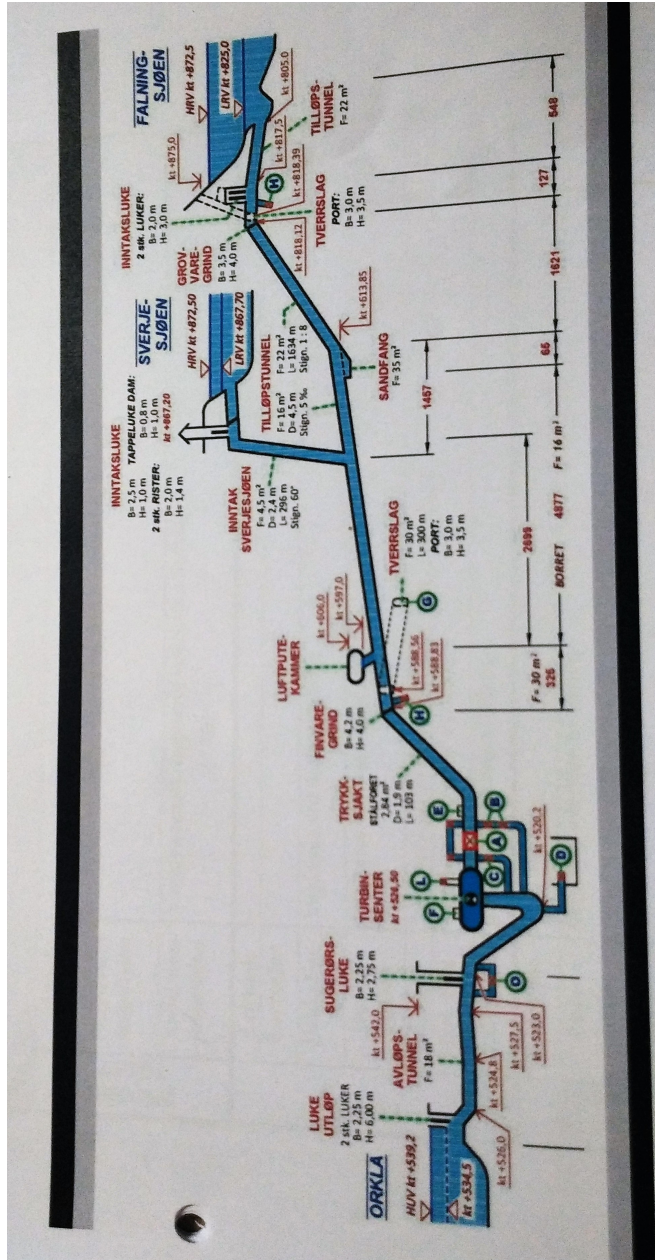 FALNING-
SJØEN
HRV kt +872,5
LRV kt +825,0
kt +875,0
kt +805.0
TILLØPS-
TUNNEL
F= 22 m²
kt +817,5
kt +818,39
H
INNTAKSLUKE
2 stk. LUKER:
B= 2,0 m
H= 3,0 m
GROV-
VARE-
GRIND
B= 3,5 m
H= 4,0 m
kt +818,12
TVERRSLAG
PORT:
B= 3,0 m
H= 3,5 m
SVERJE-
SJØEN
HRV kt +872,50
LRV kt +867,70
INNTAKSLUKE
B= 2,5 m
H= 1,0 m
TAPPELUKE DAM:
B= 0,8 m
H= 1,0 m
kt +867,20
2 stk. RISTER:
B= 2,0 m
H= 1,4 m
TILLØPSTUNNEL
F= 22 m²
L= 1634 m
Stign. 1 : 8
F= 16 m²
D= 4,5 m
Stign. 5 ‰
kt +613,85
SANDFANG
F= 35 m²
INNTAK
SVERJESJØEN
F= 4,5 m²
D= 2,4 m
L= 296 m
Stign. 60°
LUFTPUTE-
KAMMER
kt +606,0
kt +597,0
TVERRSLAG
F= 30 m²
L= 300 m
PORT:
B= 3,0 m
H= 3,5 m
G
kt +588,56
kt +588,83
H
FINVARE-
GRIND
B= 4,2 m
H= 4,0 m
TRYKK-
SJAKT
STÅLFORET
2,84 m²
D= 1,9 m
L= 103 m
TURBIN-
SENTER
kt +526,50
F
L
E
A
B
C
D
kt +520,2
SUGERØRS-
LUKE
B= 2,25 m
H= 2,75 m
kt +542,0
kt +527,5
kt +523,0
AVLØPS-
TUNNEL
F= 18 m²
kt +524,8
LUKE
UTLØP
2 stk. LUKER
B= 2,25 m
H= 6,00 m
kt +526,0
ORKLA
HUV kt +539,2
kt +534,5
548
127
1621
65
1457
2699
BORRET 4877 F= 16 m²
F= 30 m²
326